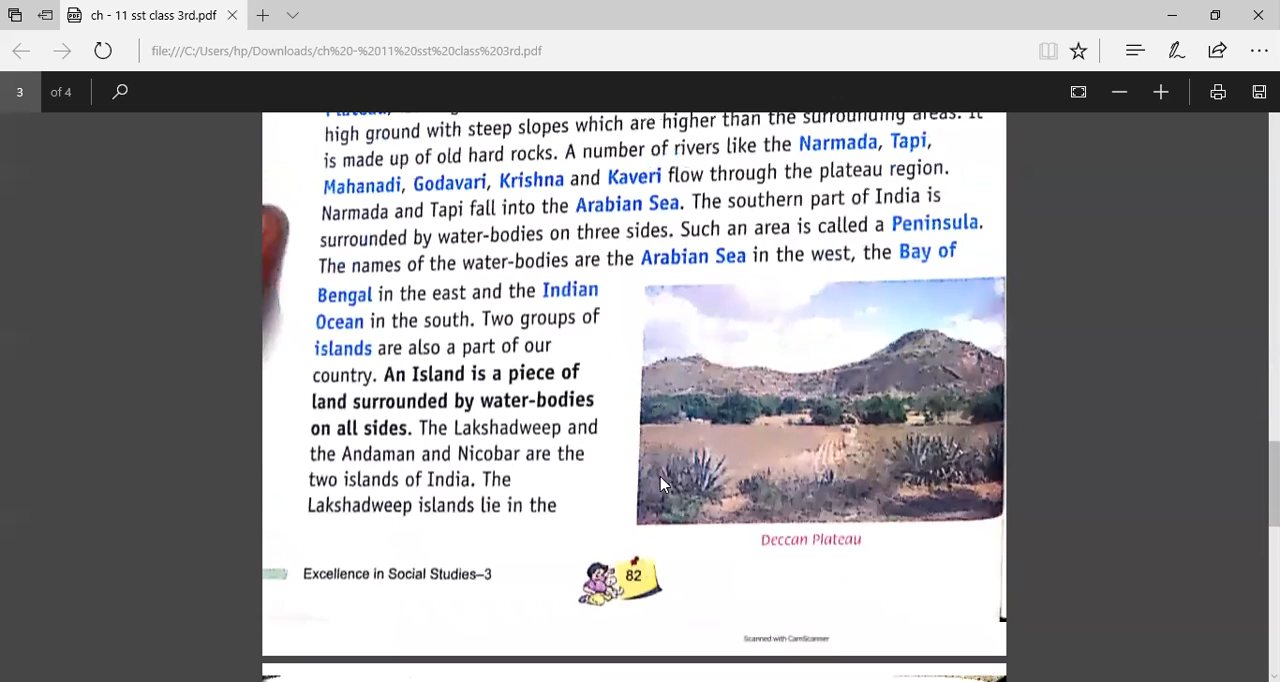 ch - 11 sst class 3rd.pdf
file:///C:/Users/hp/Downloads/ch%20-%2011%20sst%20class%203rd.pdf
3 of 4
Plateau,
high ground with steep slopes which are higher than the surrounding areas. It
is made up of old hard rocks. A number of rivers like the Narmada, Tapi,
Mahanadi, Godavari, Krishna and Kaveri flow through the plateau region.
Narmada and Tapi fall into the Arabian Sea. The southern part of India is
surrounded by water-bodies on three sides. Such an area is called a Peninsula.
The names of the water-bodies are the Arabian Sea in the west, the Bay of
Bengal in the east and the Indian
Ocean in the south. Two groups of
islands are also a part of our
country. An Island is a piece of
land surrounded by water-bodies
on all sides. The Lakshadweep and
the Andaman and Nicobar are the
two islands of India. The
Lakshadweep islands lie in the
Deccan Plateau
Excellence in Social Studies–3
82
Scanned with CamScanner